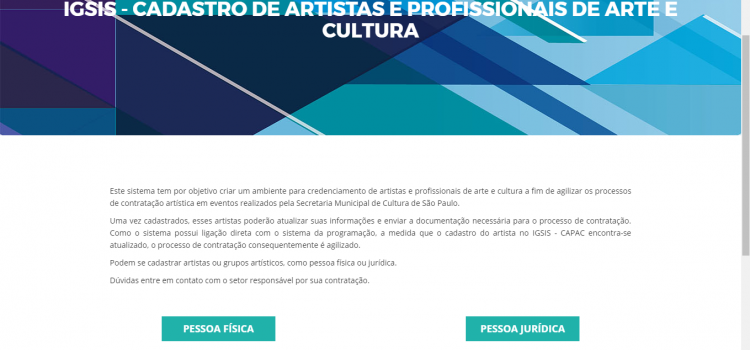 IGSIS - CADASTRO DE ARTISTAS E PROFISSIONAIS DE ARTE E
CULTURA
Este sistema tem por objetivo criar um ambiente para credenciamento de artistas e profissionais de arte e cultura a fim de agilizar os processos
de contratação artística em eventos realizados pela Secretaria Municipal de Cultura de São Paulo.
Uma vez cadastrados, esses artistas poderão atualizar suas informações e enviar a documentação necessária para o processo de contratação.
Como o sistema possui ligação direta com o sistema da programação, a medida que o cadastro do artista no IGSIS - CAPAC encontra-se
atualizado, o processo de contratação consequentemente é agilizado.
Podem se cadastrar artistas ou grupos artísticos, como pessoa física ou jurídica.
Dúvidas entre em contato com o setor responsável por sua contratação.
PESSOA FÍSICA
PESSOA JURÍDICA